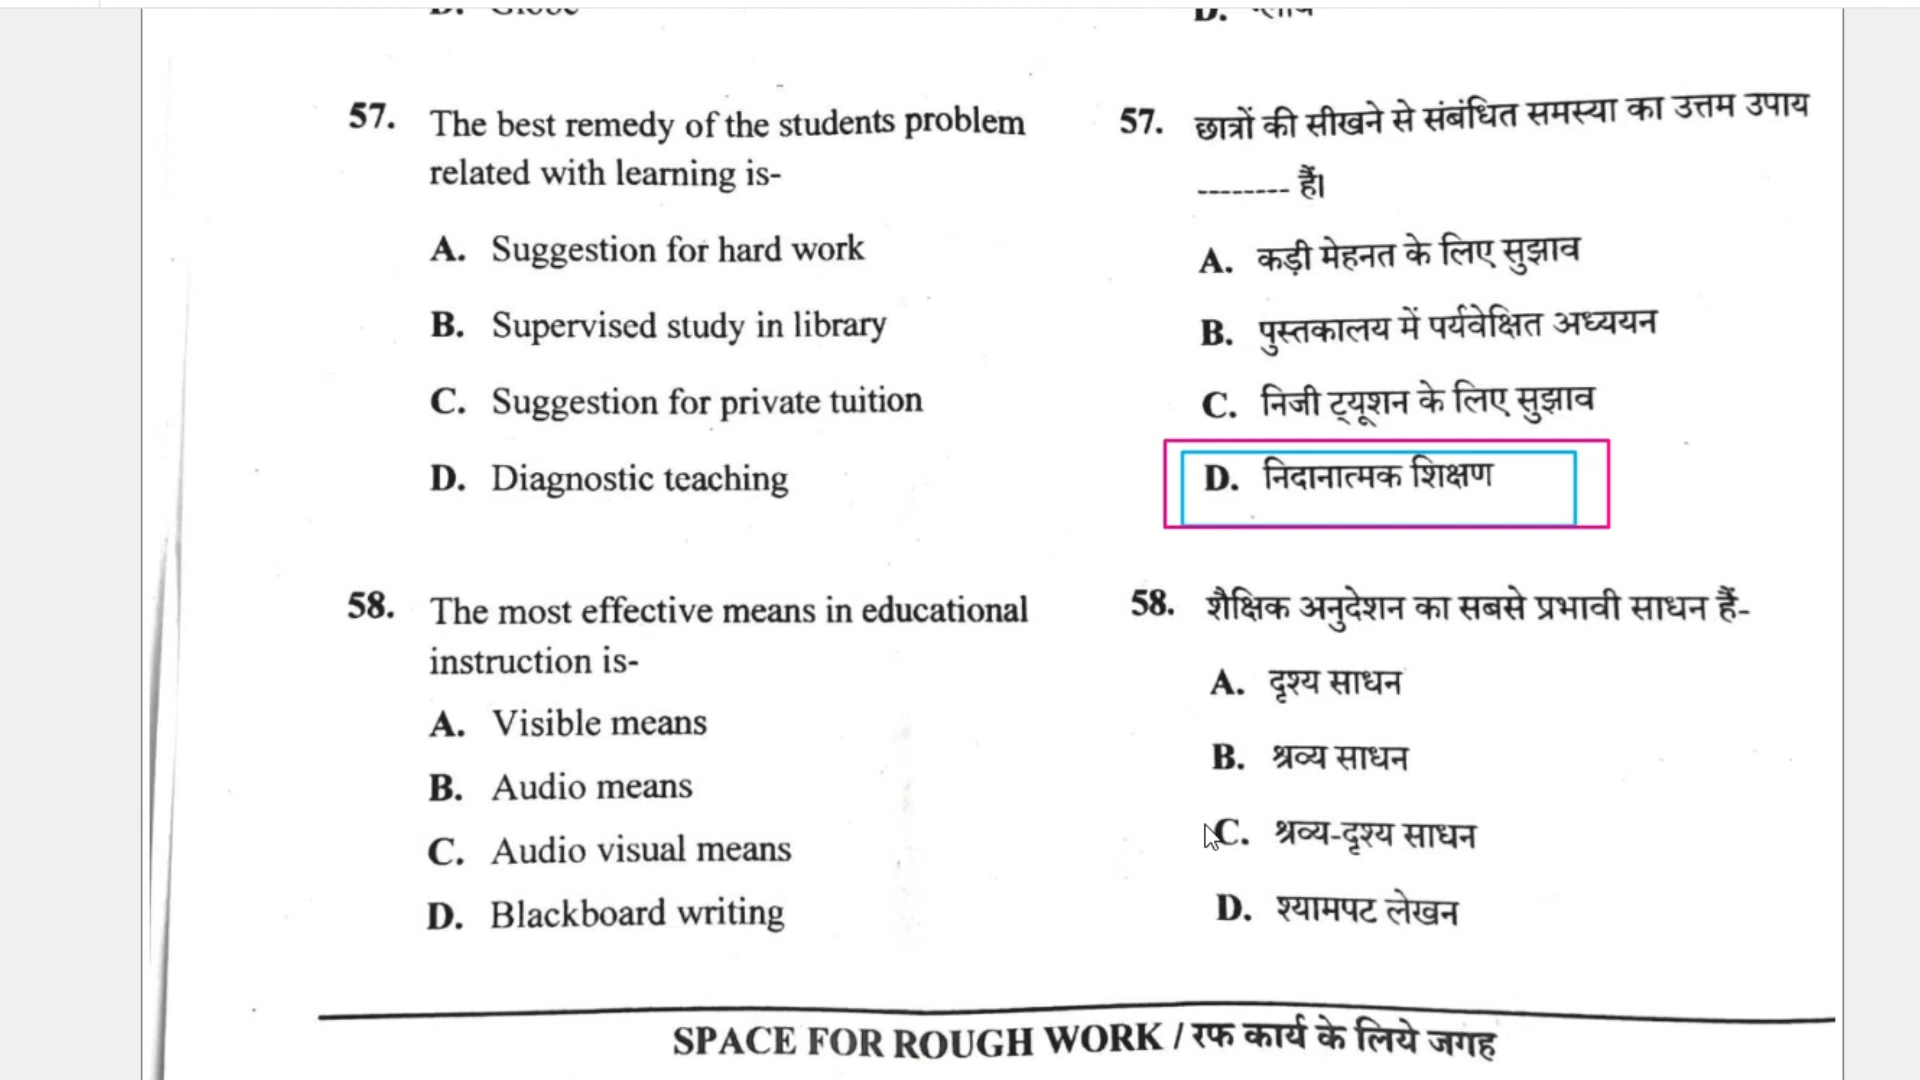 57. The best remedy of the students problem
related with learning is-
A. Suggestion for hard work
B. Supervised study in library
C. Suggestion for private tuition
D. Diagnostic teaching
58. The most effective means in educational
instruction is-
A. Visible means
B. Audio means
C. Audio visual means
D. Blackboard writing
57. छात्रों की सीखने से संबंधित समस्या का उत्तम उपाय
-------- हैं।
A. कड़ी मेहनत के लिए सुझाव
B. पुस्तकालय में पर्यवेक्षित अध्ययन
C. निजी ट्यूशन के लिए सुझाव
D. निदानात्मक शिक्षण
58. शैक्षिक अनुदेशन का सबसे प्रभावी साधन हैं-
A. दृश्य साधन
B. श्रव्य साधन
C. श्रव्य-दृश्य साधन
D. श्यामपट लेखन
SPACE FOR ROUGH WORK / रफ कार्य के लिये जगह